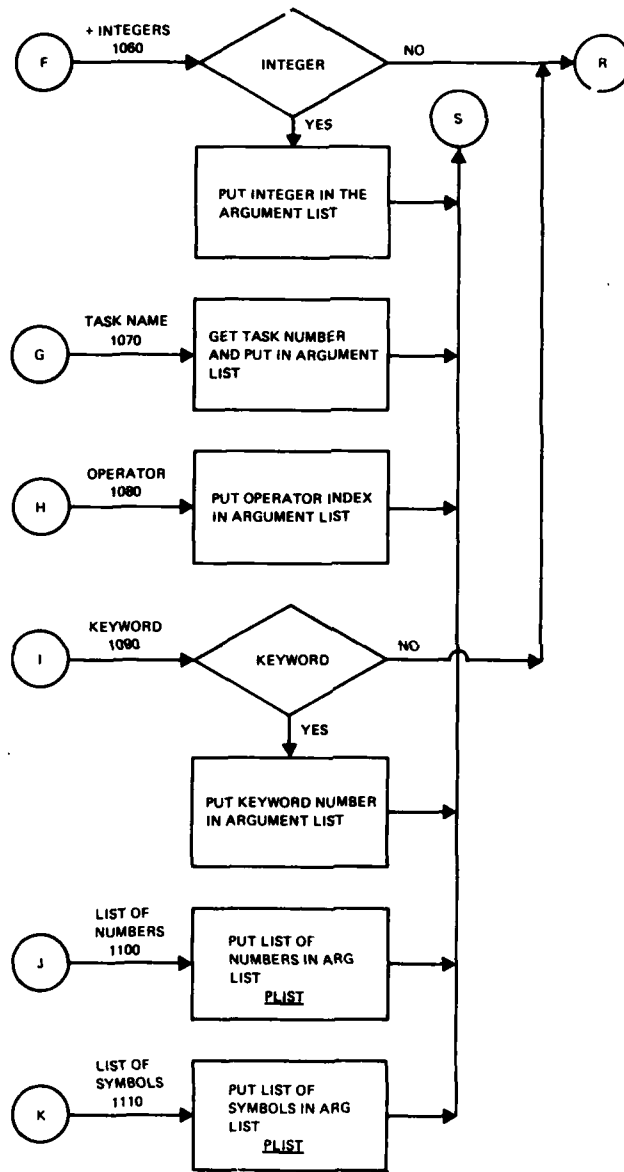 + INTEGERS
1060
F
INTEGER
NO
R
YES
S
PUT INTEGER IN THE
ARGUMENT LIST
TASK NAME
1070
G
GET TASK NUMBER
AND PUT IN ARGUMENT
LIST
OPERATOR
1080
H
PUT OPERATOR INDEX
IN ARGUMENT LIST
KEYWORD
1090
I
KEYWORD
NO
YES
PUT KEYWORD NUMBER
IN ARGUMENT LIST
LIST OF
NUMBERS
1100
J
PUT LIST OF
NUMBERS IN ARG
LIST
PLIST
LIST OF
SYMBOLS
1110
K
PUT LIST OF
SYMBOLS IN ARG
LIST
PLIST